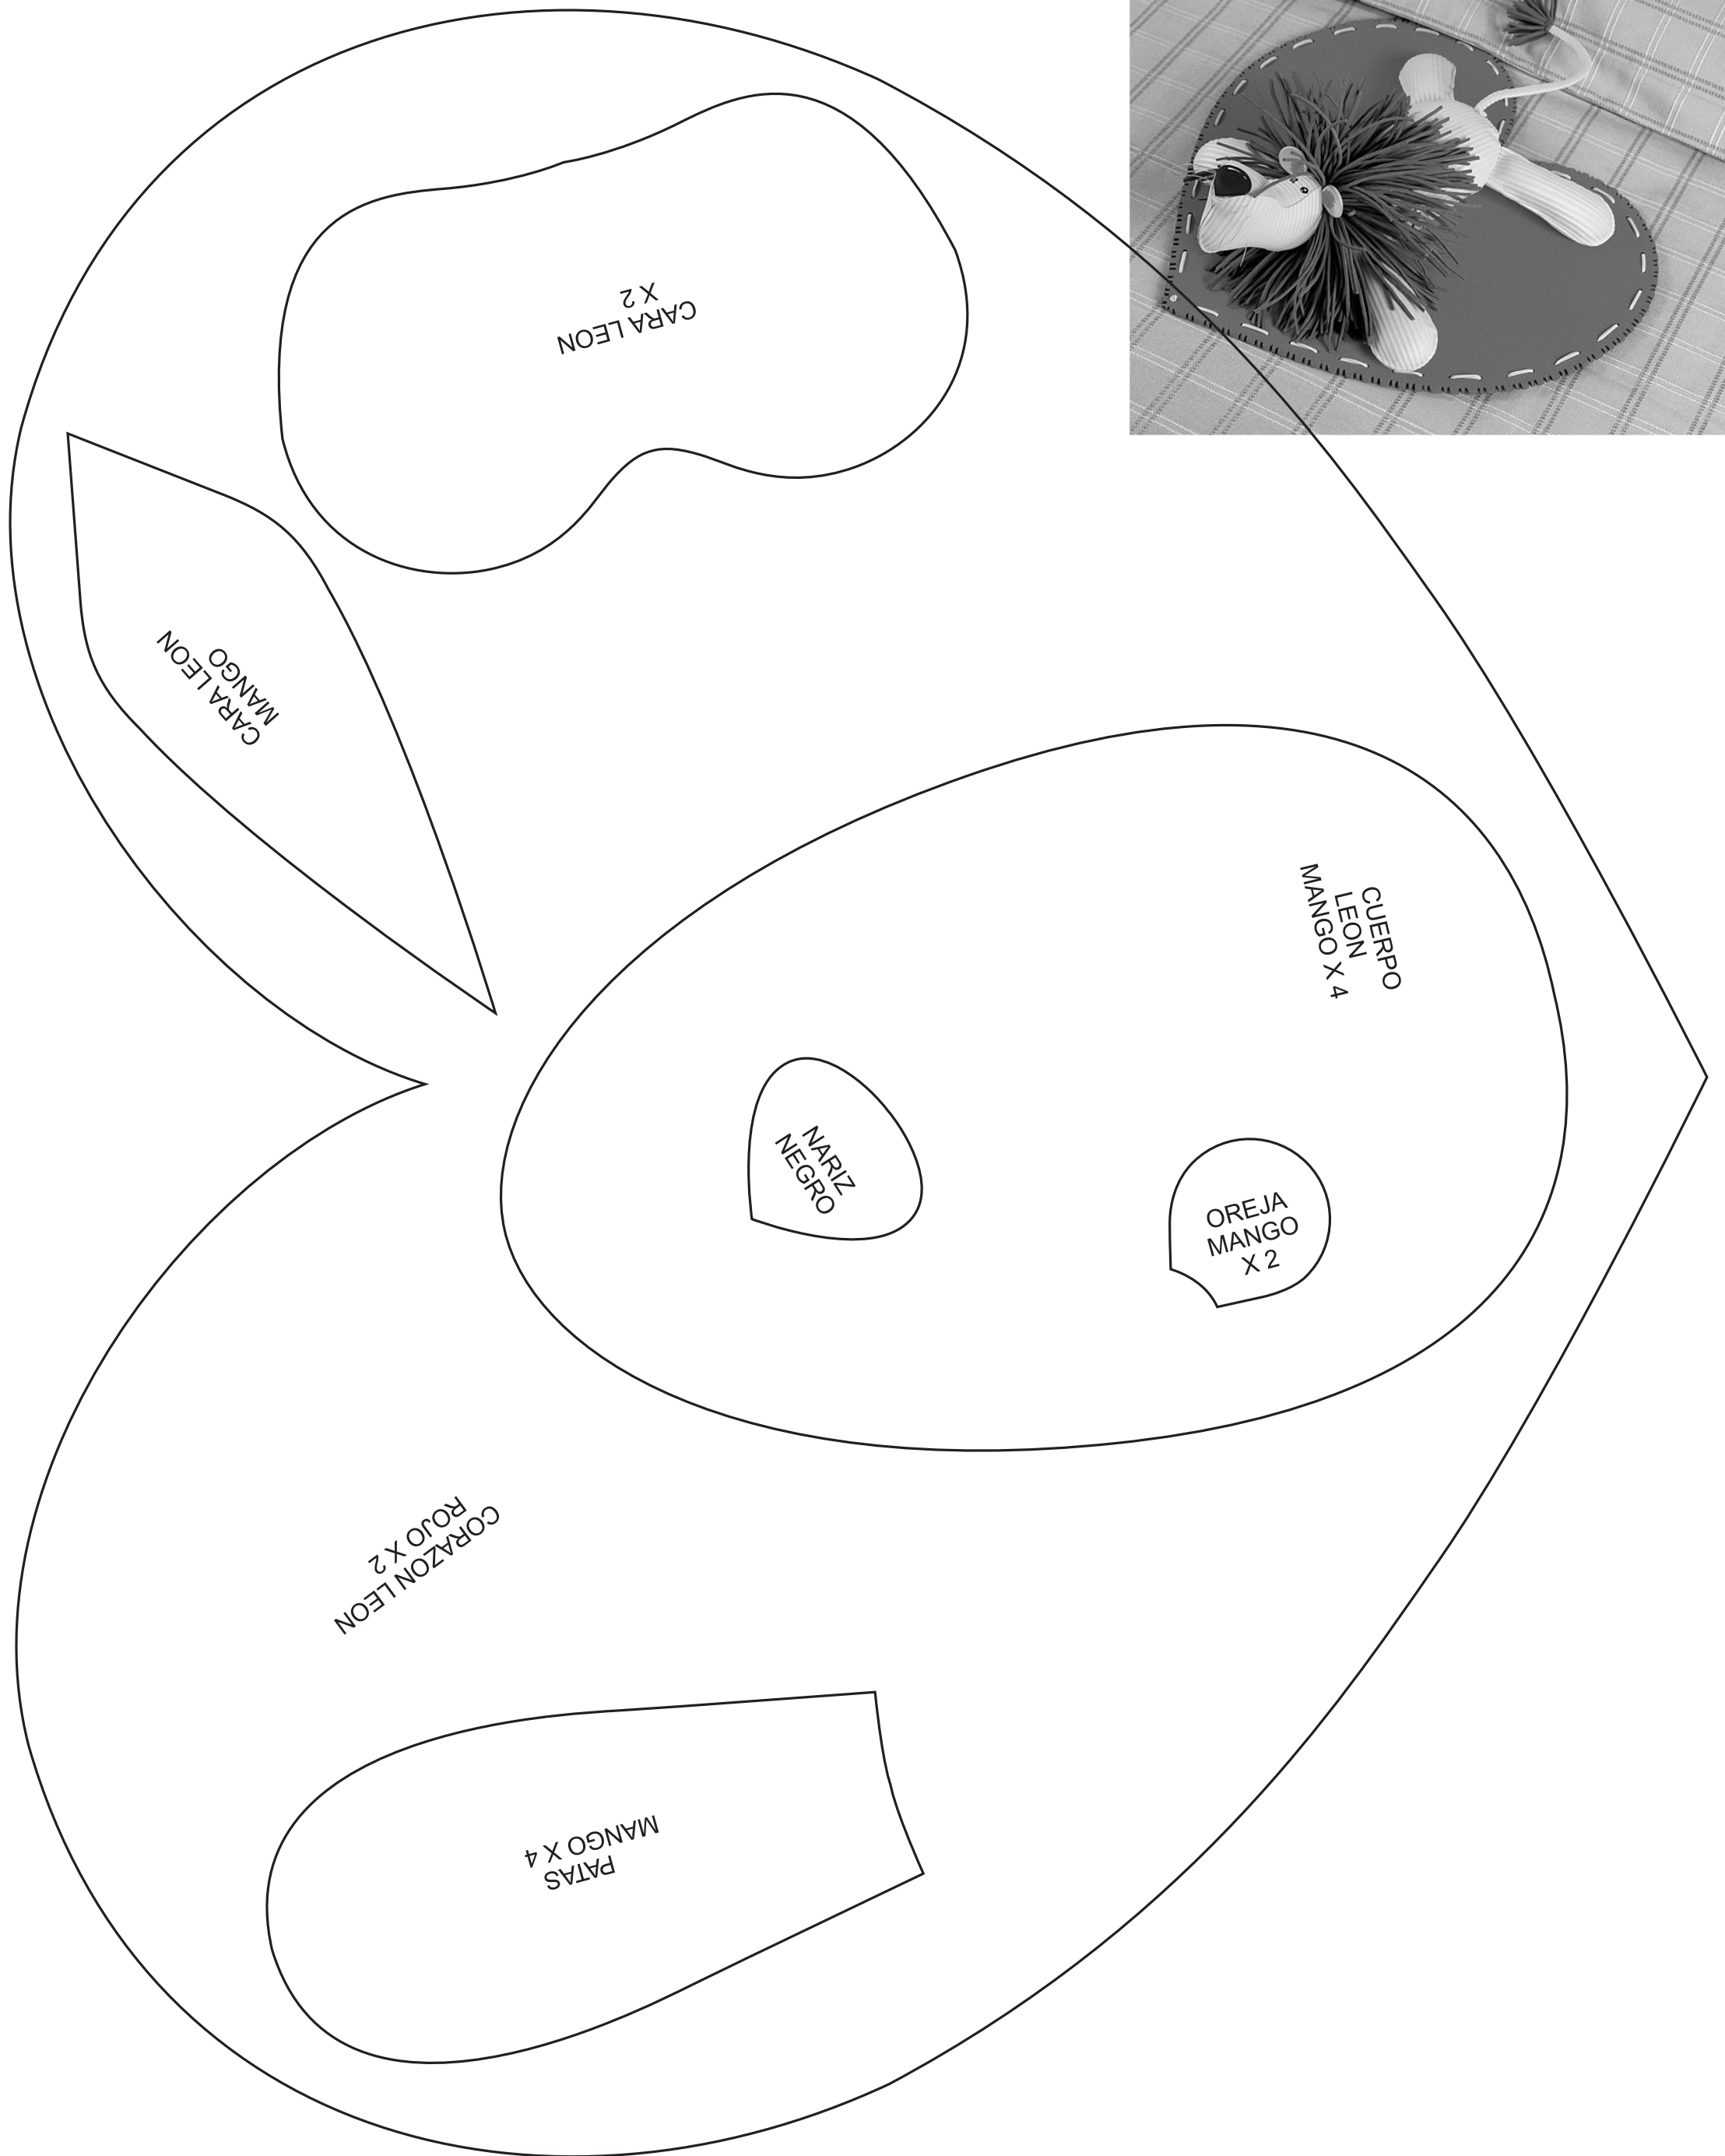 CARA LEON
X 2
CARA LEON
MANGO
CUERPO
LEON
MANGO X 4
NARIZ
NEGRO
OREJA
MANGO
X 2
CORAZON LEON
ROJO X 2
PATAS
MANGO X 4